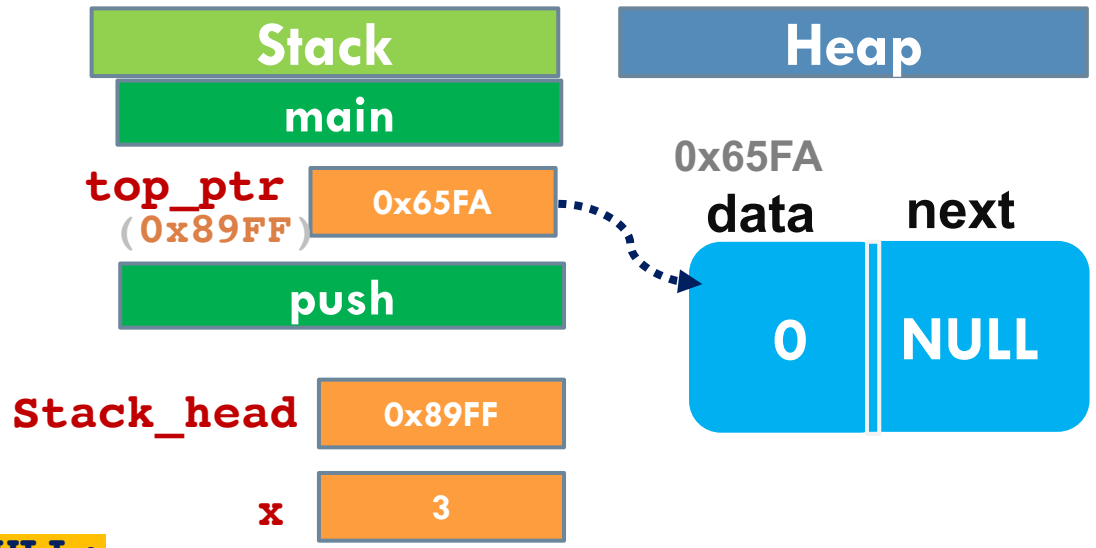 Stack
Heap
main
0x65FA
top_ptr
0x65FA
(0x89FF)
data
next
push
0
NULL
Stack_head
0x89FF
x
3